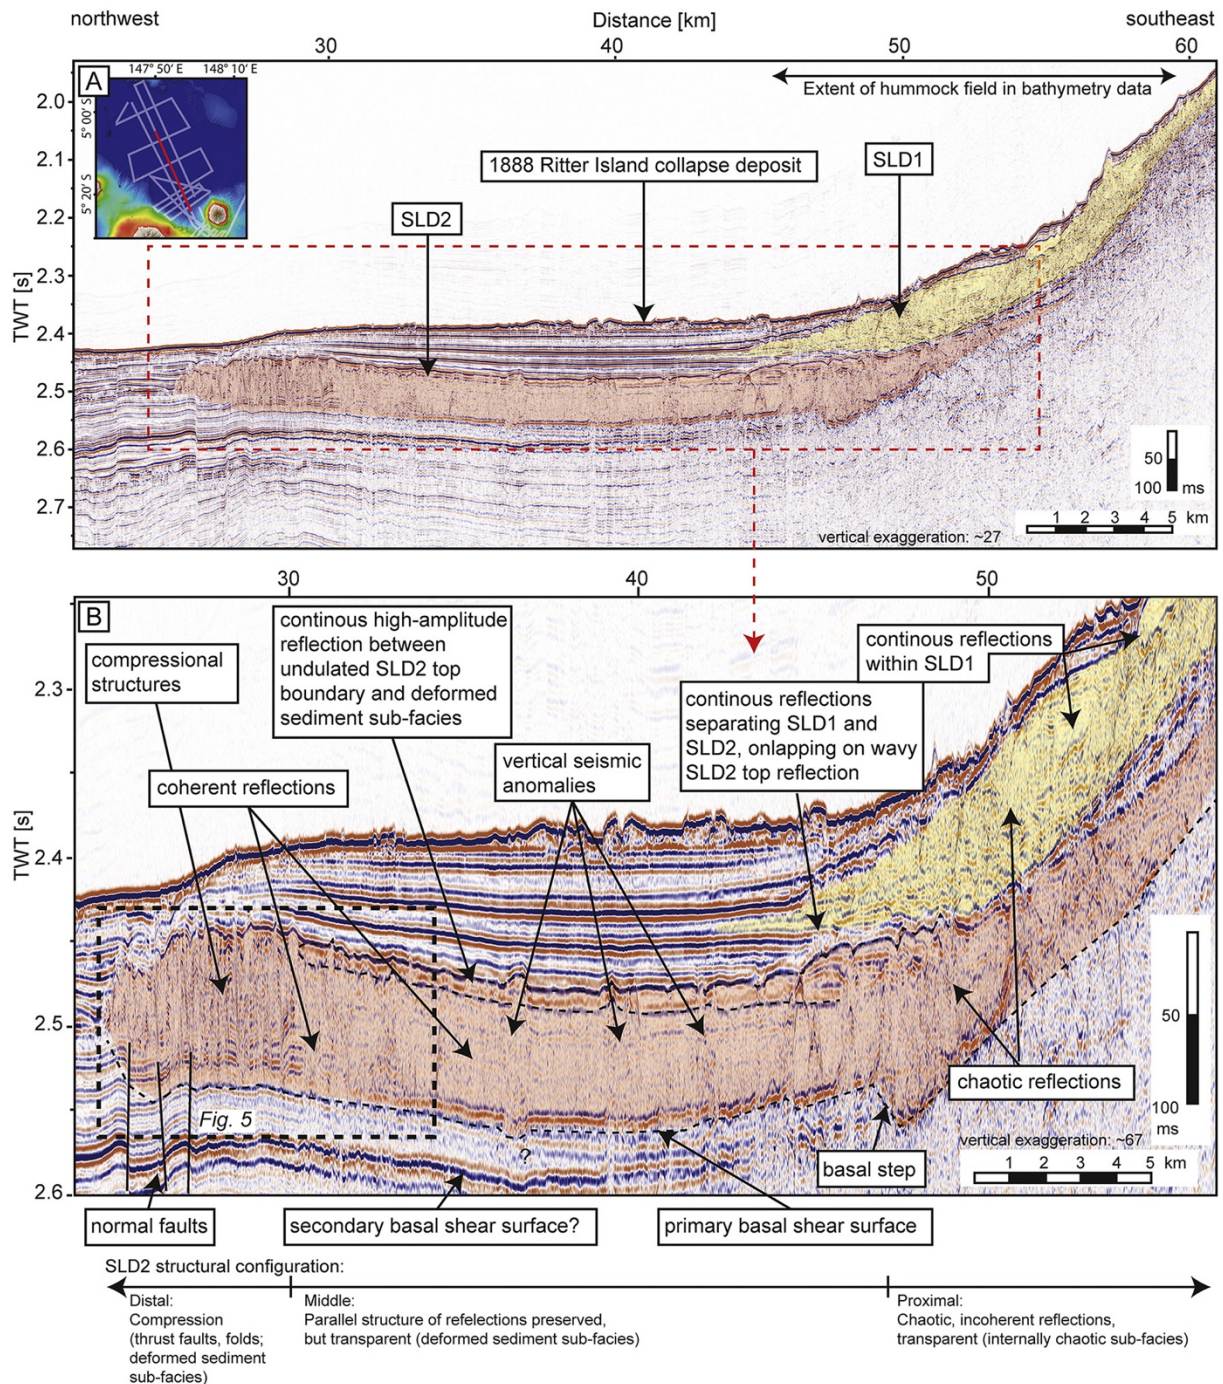 northwest
Distance [km]
southeast
30
40
50
60
A
147° 50' E
148° 10' E
5° 00' S
5° 20' S
Extent of hummock field in bathymetry data
2.0
2.1
2.2
2.3
2.4
2.5
2.6
2.7
TWT [s]
1888 Ritter Island collapse deposit
SLD1
SLD2
50
100 ms
1 2 3 4 5 km
vertical exaggeration: ~27
30
40
50
B
continous high-amplitude
reflection between
undulated SLD2 top
boundary and deformed
sediment sub-facies
compressional
structures
coherent reflections
vertical seismic
anomalies
continous reflections
separating SLD1 and
SLD2, onlapping on wavy
SLD2 top reflection
continous reflections
within SLD1
2.3
2.4
2.5
2.6
TWT [s]
chaotic reflections
50
100
ms
Fig. 5
?
vertical exaggeration: ~67
1 2 3 4 5 km
basal step
normal faults
secondary basal shear surface?
primary basal shear surface
SLD2 structural configuration:
Distal:
Compression
(thrust faults, folds;
deformed sediment
sub-facies)
Middle:
Parallel structure of refelections preserved,
but transparent (deformed sediment sub-facies)
Proximal:
Chaotic, incoherent reflections,
transparent (internally chaotic sub-facies)